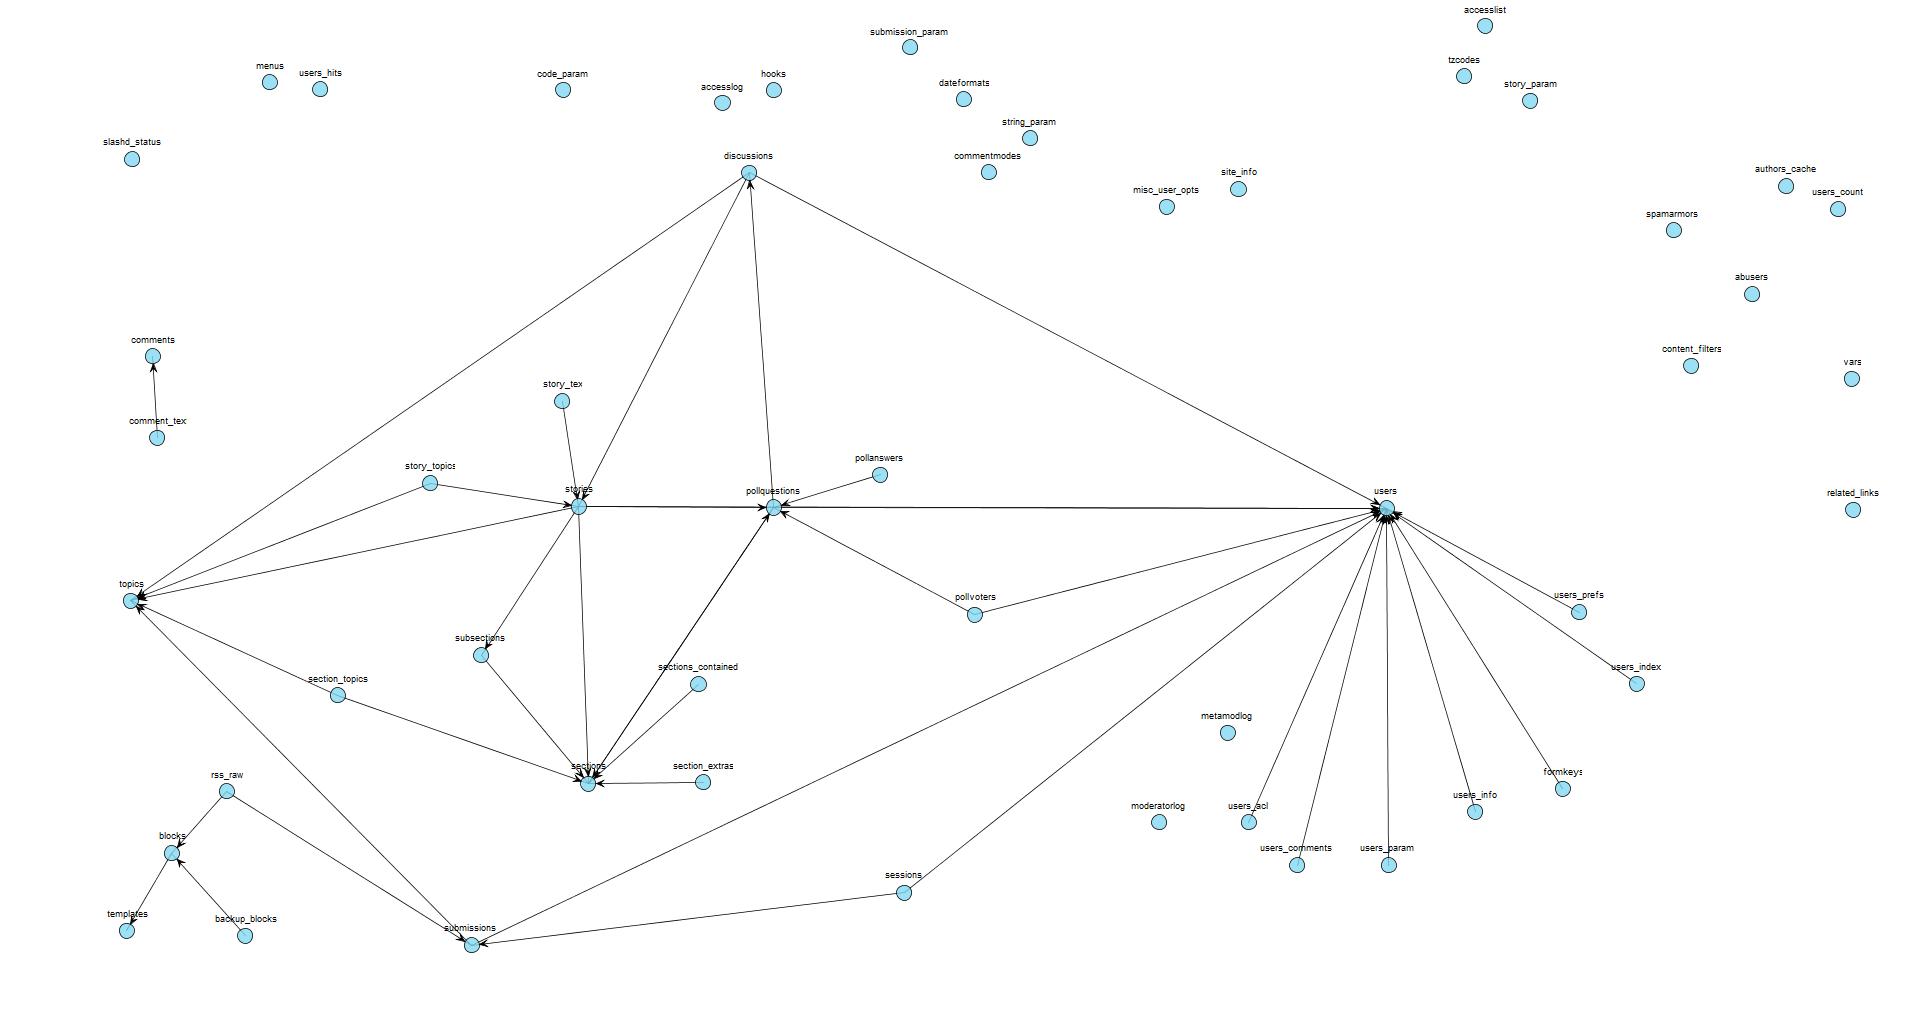 accesslist
submission_param
tzcodes
menus
users_hits
code_param
hooks
accesslog
dateformats
story_param
string_param
slashd_status
discussions
commentmodes
site_info
misc_user_opts
authors_cache
users_count
spamarmors
abusers
comments
content_filters
vars
story_tex
comment_tex
story_topics
pollanswers
stories
pollquestions
users
related_links
topics
pollvoters
users_prefs
subsections
sections_contained
users_index
section_topics
metamodlog
sections
section_extras
rss_raw
formkeys
users_info
moderatorlog
users_acl
blocks
users_comments
users_param
sessions
templates
backup_blocks
submissions